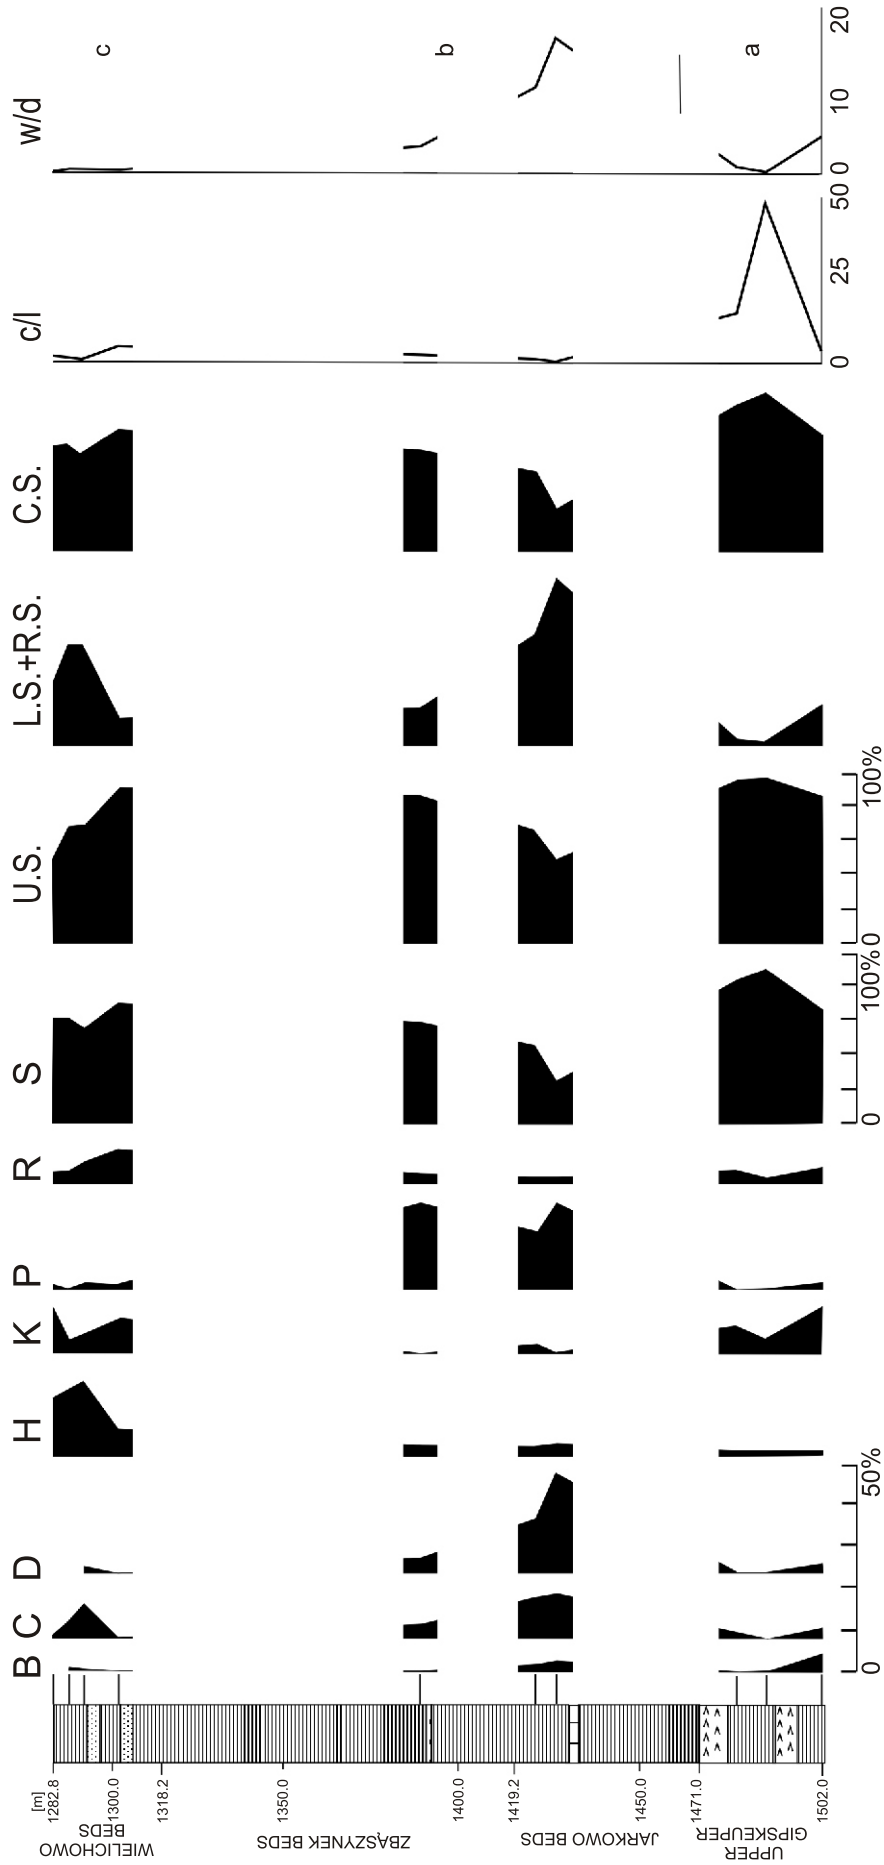 w/d
c
b
a
0
10
20
c/l
0
25
50
C.S.
L.S.+R.S.
U.S.
0
100%
S
0
100%
R
P
K
H
D
C
B
0
50%
[m]
1282.8
1300.0
1318.2
1350.0
1400.0
1419.2
1450.0
1471.0
1502.0
WIELICHOWO
BEDS
ZBĄSZYNEK BEDS
JARKOWO BEDS
UPPER
GIPSKEUPER